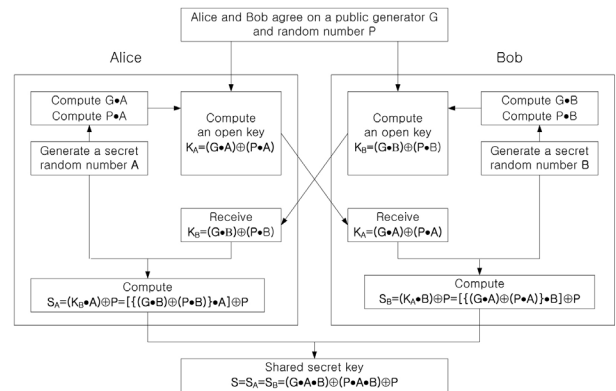 Alice and Bob agree on a public generator G
and random number P
Alice
Bob
Compute G•A
Compute P•A
Generate a secret
random number A
Compute
an open key
K_A=(G•A)⊕(P•A)
Compute
an open key
K_B=(G•B)⊕(P•B)
Compute G•B
Compute P•B
Generate a secret
random number B
Receive
K_B=(G•B)⊕(P•B)
Receive
K_A=(G•A)⊕(P•A)
Compute
S_A=(K_B•A)⊕P=[{(G•B)⊕(P•B)}•A]⊕P
Compute
S_B=(K_A•B)⊕P=[{(G•A)⊕(P•A)}•B]⊕P
Shared secret key
S=S_A=S_B=(G•A•B)⊕(P•A•B)⊕P